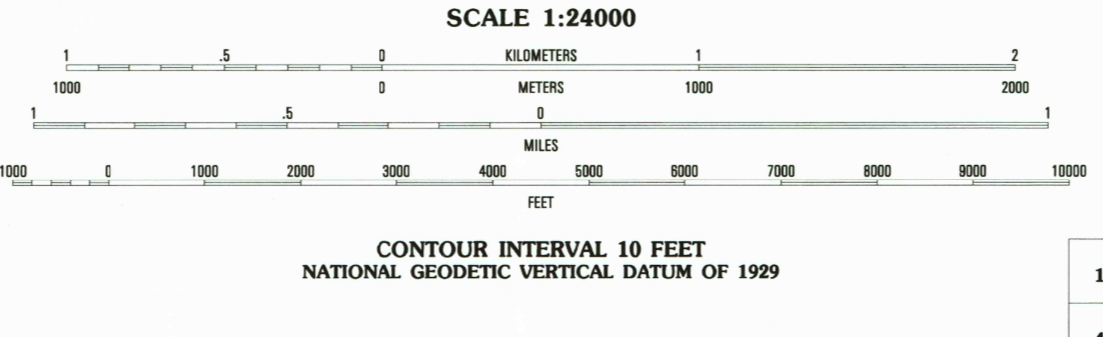 SCALE 1:24000
1 .5 0 KILOMETERS 1 2
1000 0 METERS 1000 2000
1 .5 0 1
MILES
1000 0 1000 2000 3000 4000 5000 6000 7000 8000 9000 10000
FEET
CONTOUR INTERVAL 10 FEET
NATIONAL GEODETIC VERTICAL DATUM OF 1929
1